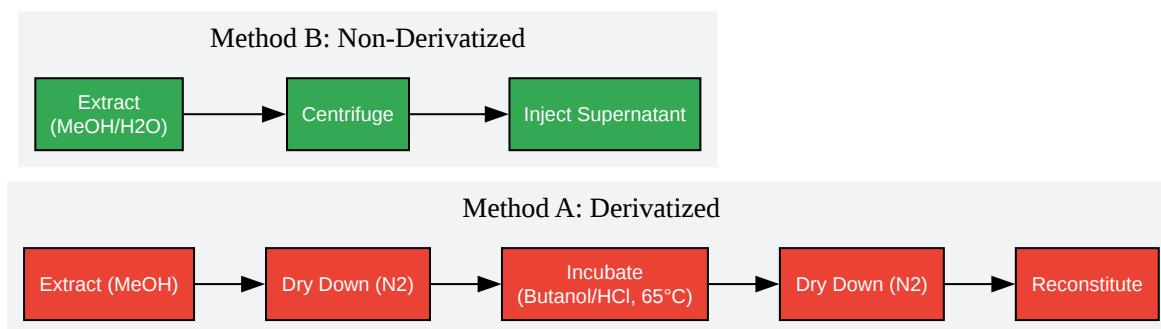 Method B: Non-Derivatized
Extract
(MeOH/H2O)
Centrifuge
Inject Supernatant
Method A: Derivatized
Extract (MeOH)
Dry Down (N2)
Incubate
(Butanol/HCl, 65°C)
Dry Down (N2)
Reconstitute